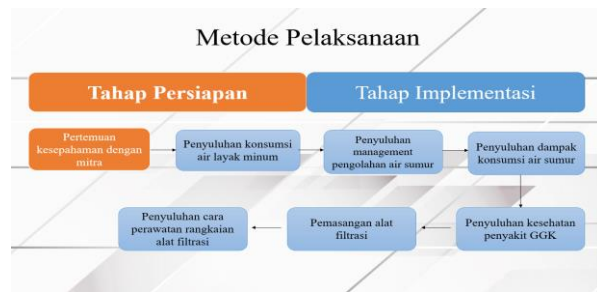 Metode Pelaksanaan
Tahap Persiapan
Tahap Implementasi
Pertemuan
kesepahaman dengan
mitra
Penyuluhan konsumsi
air layak minum
Penyuluhan
management
pengolahan air sumur
Penyuluhan dampak
konsumsi air sumur
Penyuluhan kesehatan
penyakit GGK
Pemasangan alat
filtrasi
Penyuluhan cara
perawatan rangkaian
alat filtrasi